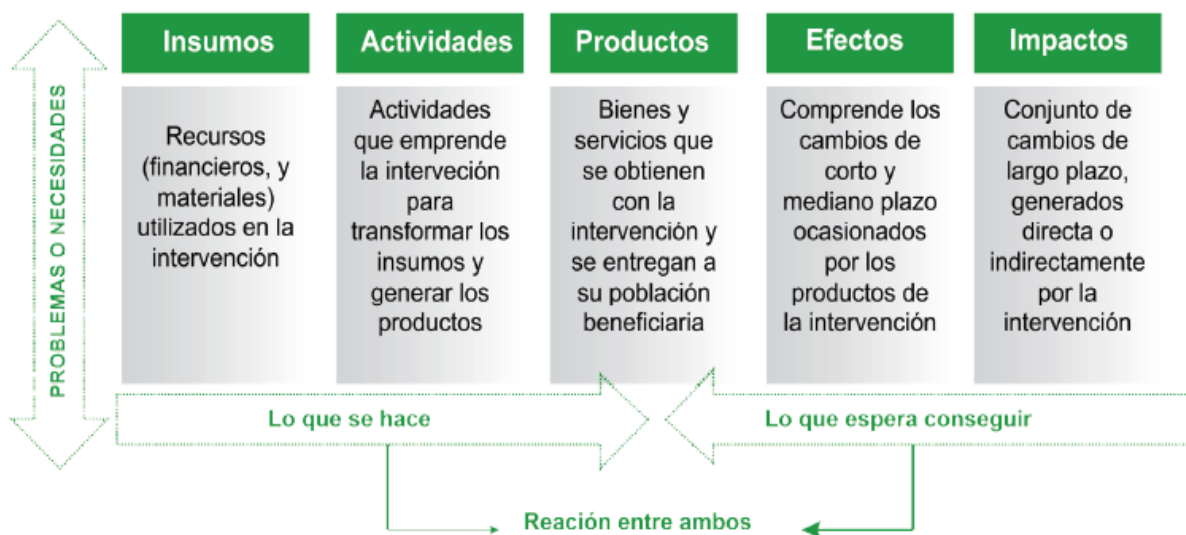 PROBLEMAS O NECESIDADES
Insumos
Recursos
(financieros, y
materiales)
utilizados en la
intervención
Actividades
Actividades
que emprende
la interveción
para
transformar los
insumos y
generar los
productos
Productos
Bienes y
servicios que
se obtienen
con la
intervención y
se entregan a
su población
beneficiaria
Efectos
Comprende los
cambios de
corto y
mediano plazo
ocasionados
por los
productos de
la intervención
Impactos
Conjunto de
cambios de
largo plazo,
generados
directa o
indirectamente
por la
intervención
Lo que se hace
Lo que espera conseguir
Reación entre ambos